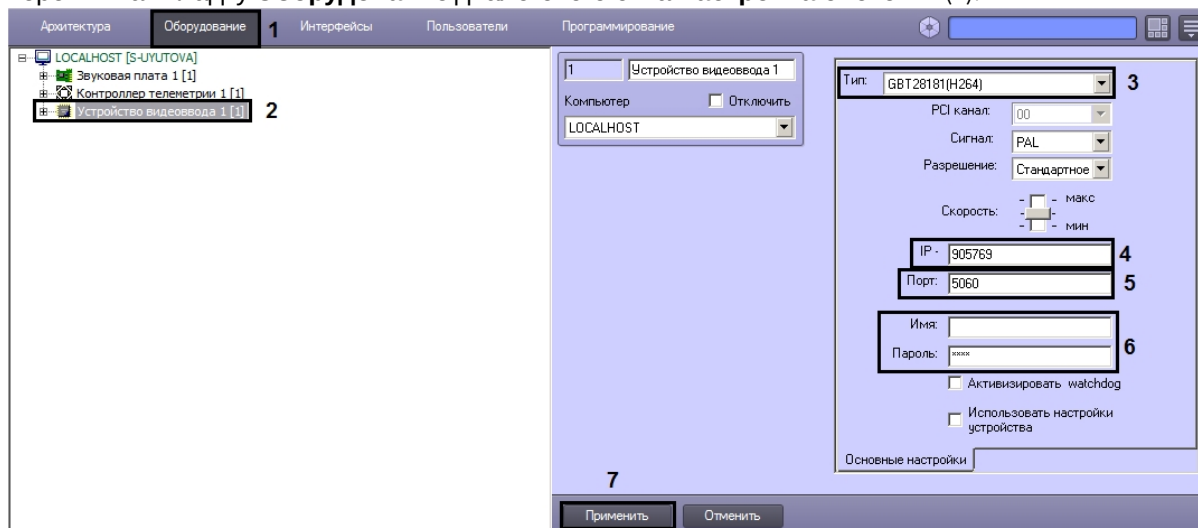 Архитектура Оборудование 1 Интерфейсы Пользователи Программирование
LOCALHOST [S-UYUTOVA]
Звуковая плата 1 [1]
Контроллер телеметрии 1 [1]
Устройство видеоввода 1 [1] 2
1 Устройство видеоввода 1
Компьютер Отключить
LOCALHOST
Тип: GBT28181(H264) 3
PCI канал: 00
Сигнал: PAL
Разрешение: Стандартное
Скорость: - - макс
- - мин
IP - 905769 4
Порт: 5060 5
Имя:
Пароль: **** 6
Активизировать watchdog
Использовать настройки
устройства
Основные настройки
7
Применить Отменить